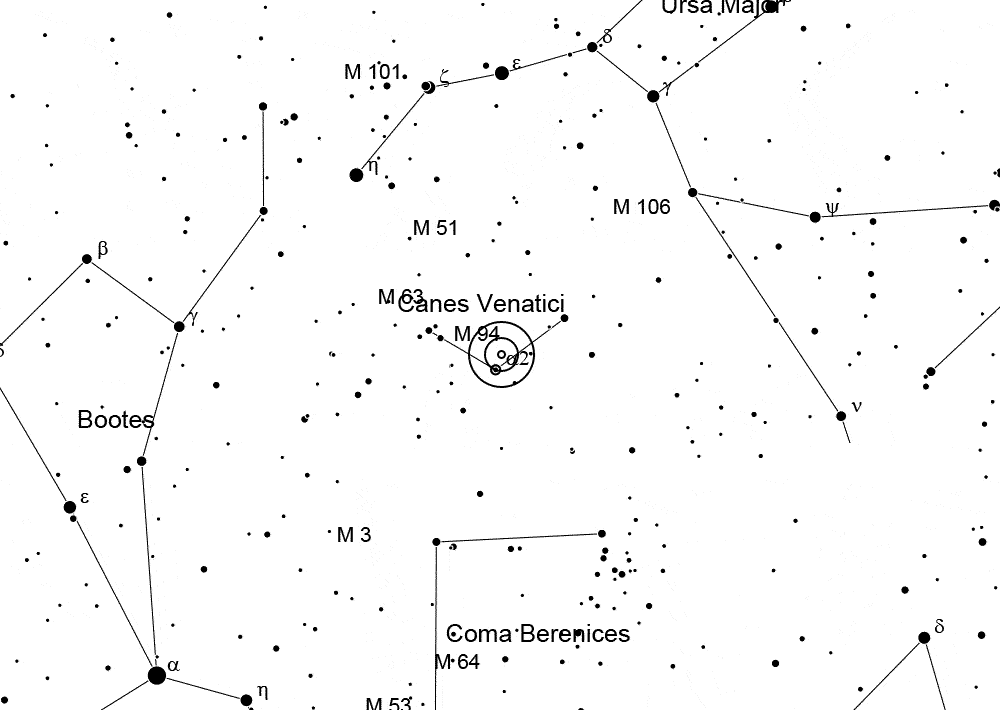 Ursa Major
β
δ
ε
ζ
M 101
γ
η
M 106
ψ
M 51
β
M 63
Canes Venatici
γ
M 94
α2
δ
ν
Bootes
ε
M 3
Coma Berenices
δ
M 64
α
η
M 53